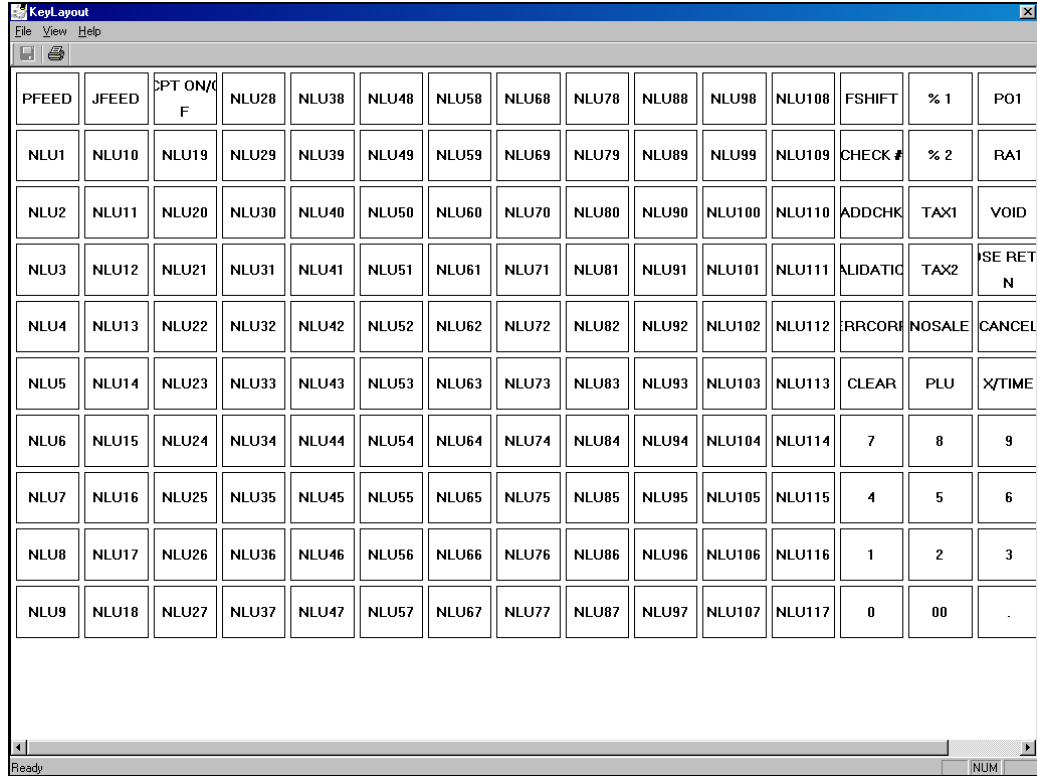 KeyLayout
File View Help
PFEED JFEED CPT ON/O NLU28 NLU38 NLU48 NLU58 NLU68 NLU78 NLU88 NLU98 NLU108 FSHIFT % 1 PO1
F
NLU1 NLU10 NLU19 NLU29 NLU39 NLU49 NLU59 NLU69 NLU79 NLU89 NLU99 NLU109 CHECK # % 2 RA1
NLU2 NLU11 NLU20 NLU30 NLU40 NLU50 NLU60 NLU70 NLU80 NLU90 NLU100 NLU110 ADDCHK TAX1 VOID
NLU3 NLU12 NLU21 NLU31 NLU41 NLU51 NLU61 NLU71 NLU81 NLU91 NLU101 NLU111 ALIDATIO TAX2 OSE RET
N
NLU4 NLU13 NLU22 NLU32 NLU42 NLU52 NLU62 NLU72 NLU82 NLU92 NLU102 NLU112 ERRCORR NOSALE CANCEL
NLU5 NLU14 NLU23 NLU33 NLU43 NLU53 NLU63 NLU73 NLU83 NLU93 NLU103 NLU113 CLEAR PLU X/TIME
NLU6 NLU15 NLU24 NLU34 NLU44 NLU54 NLU64 NLU74 NLU84 NLU94 NLU104 NLU114 7 8 9
NLU7 NLU16 NLU25 NLU35 NLU45 NLU55 NLU65 NLU75 NLU85 NLU95 NLU105 NLU115 4 5 6
NLU8 NLU17 NLU26 NLU36 NLU46 NLU56 NLU66 NLU76 NLU86 NLU96 NLU106 NLU116 1 2 3
NLU9 NLU18 NLU27 NLU37 NLU47 NLU57 NLU67 NLU77 NLU87 NLU97 NLU107 NLU117 0 00 .
Ready NUM